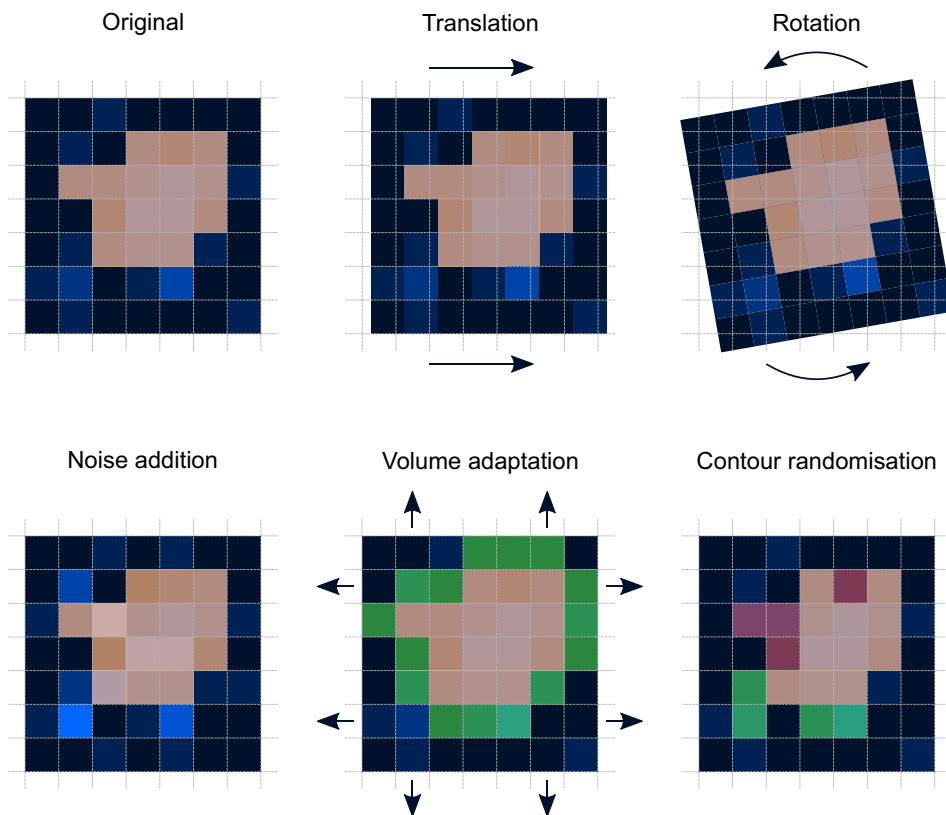 Original
Translation
Rotation
Noise addition
Volume adaptation
Contour randomisation